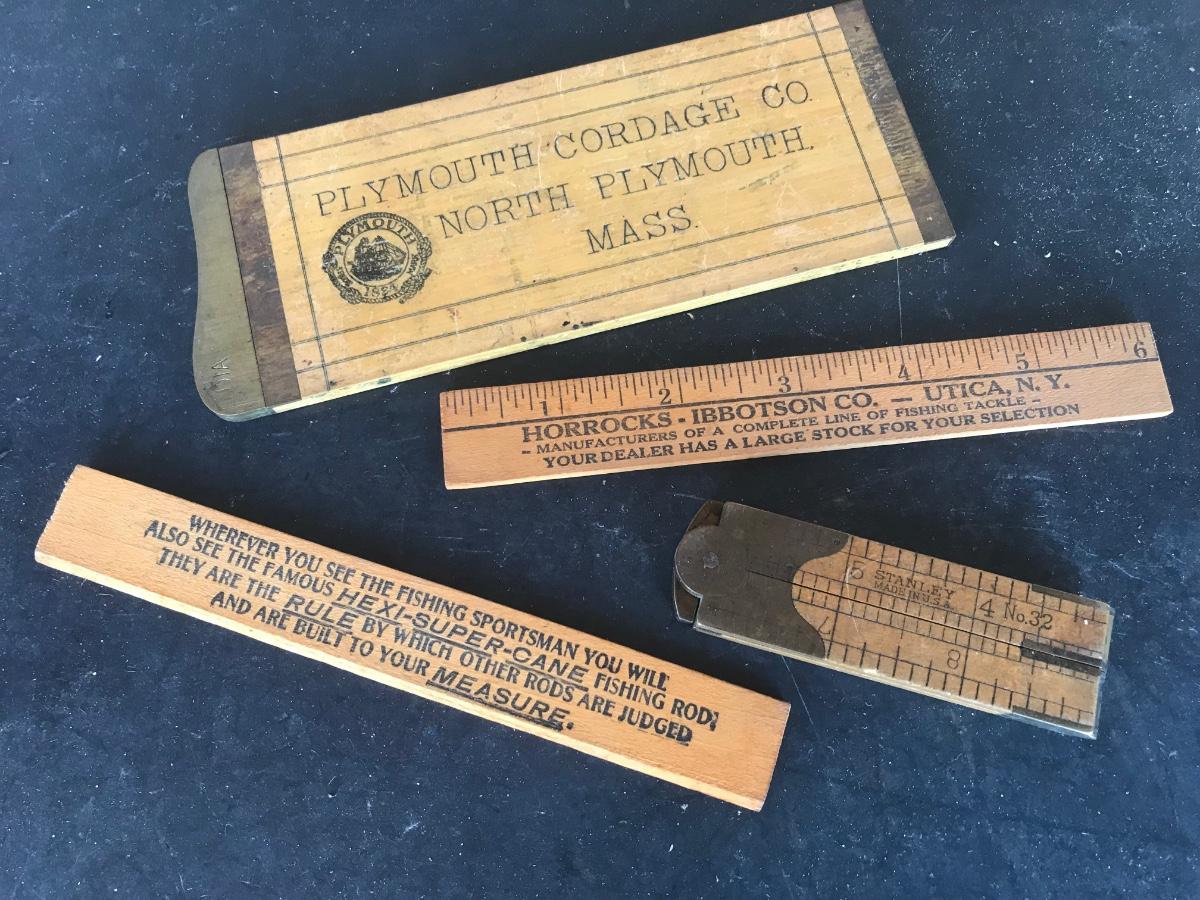 PLYMOUTH CORDAGE CO.
NORTH PLYMOUTH,
MASS.
PLYMOUTH
1824
DIA
1 2 3 4 5 6
HORROCKS - IBBOTSON CO. — UTICA, N. Y.
- MANUFACTURERS OF A COMPLETE LINE OF FISHING TACKLE -
YOUR DEALER HAS A LARGE STOCK FOR YOUR SELECTION
WHEREVER YOU SEE THE FISHING SPORTSMAN YOU WILL
ALSO SEE THE FAMOUS HEXI-SUPER-CANE FISHING ROD;
THEY ARE THE RULE BY WHICH OTHER RODS ARE JUDGED
AND ARE BUILT TO YOUR MEASURE.
5 STANLEY 4 No. 32
MADE IN U.S.A.
8